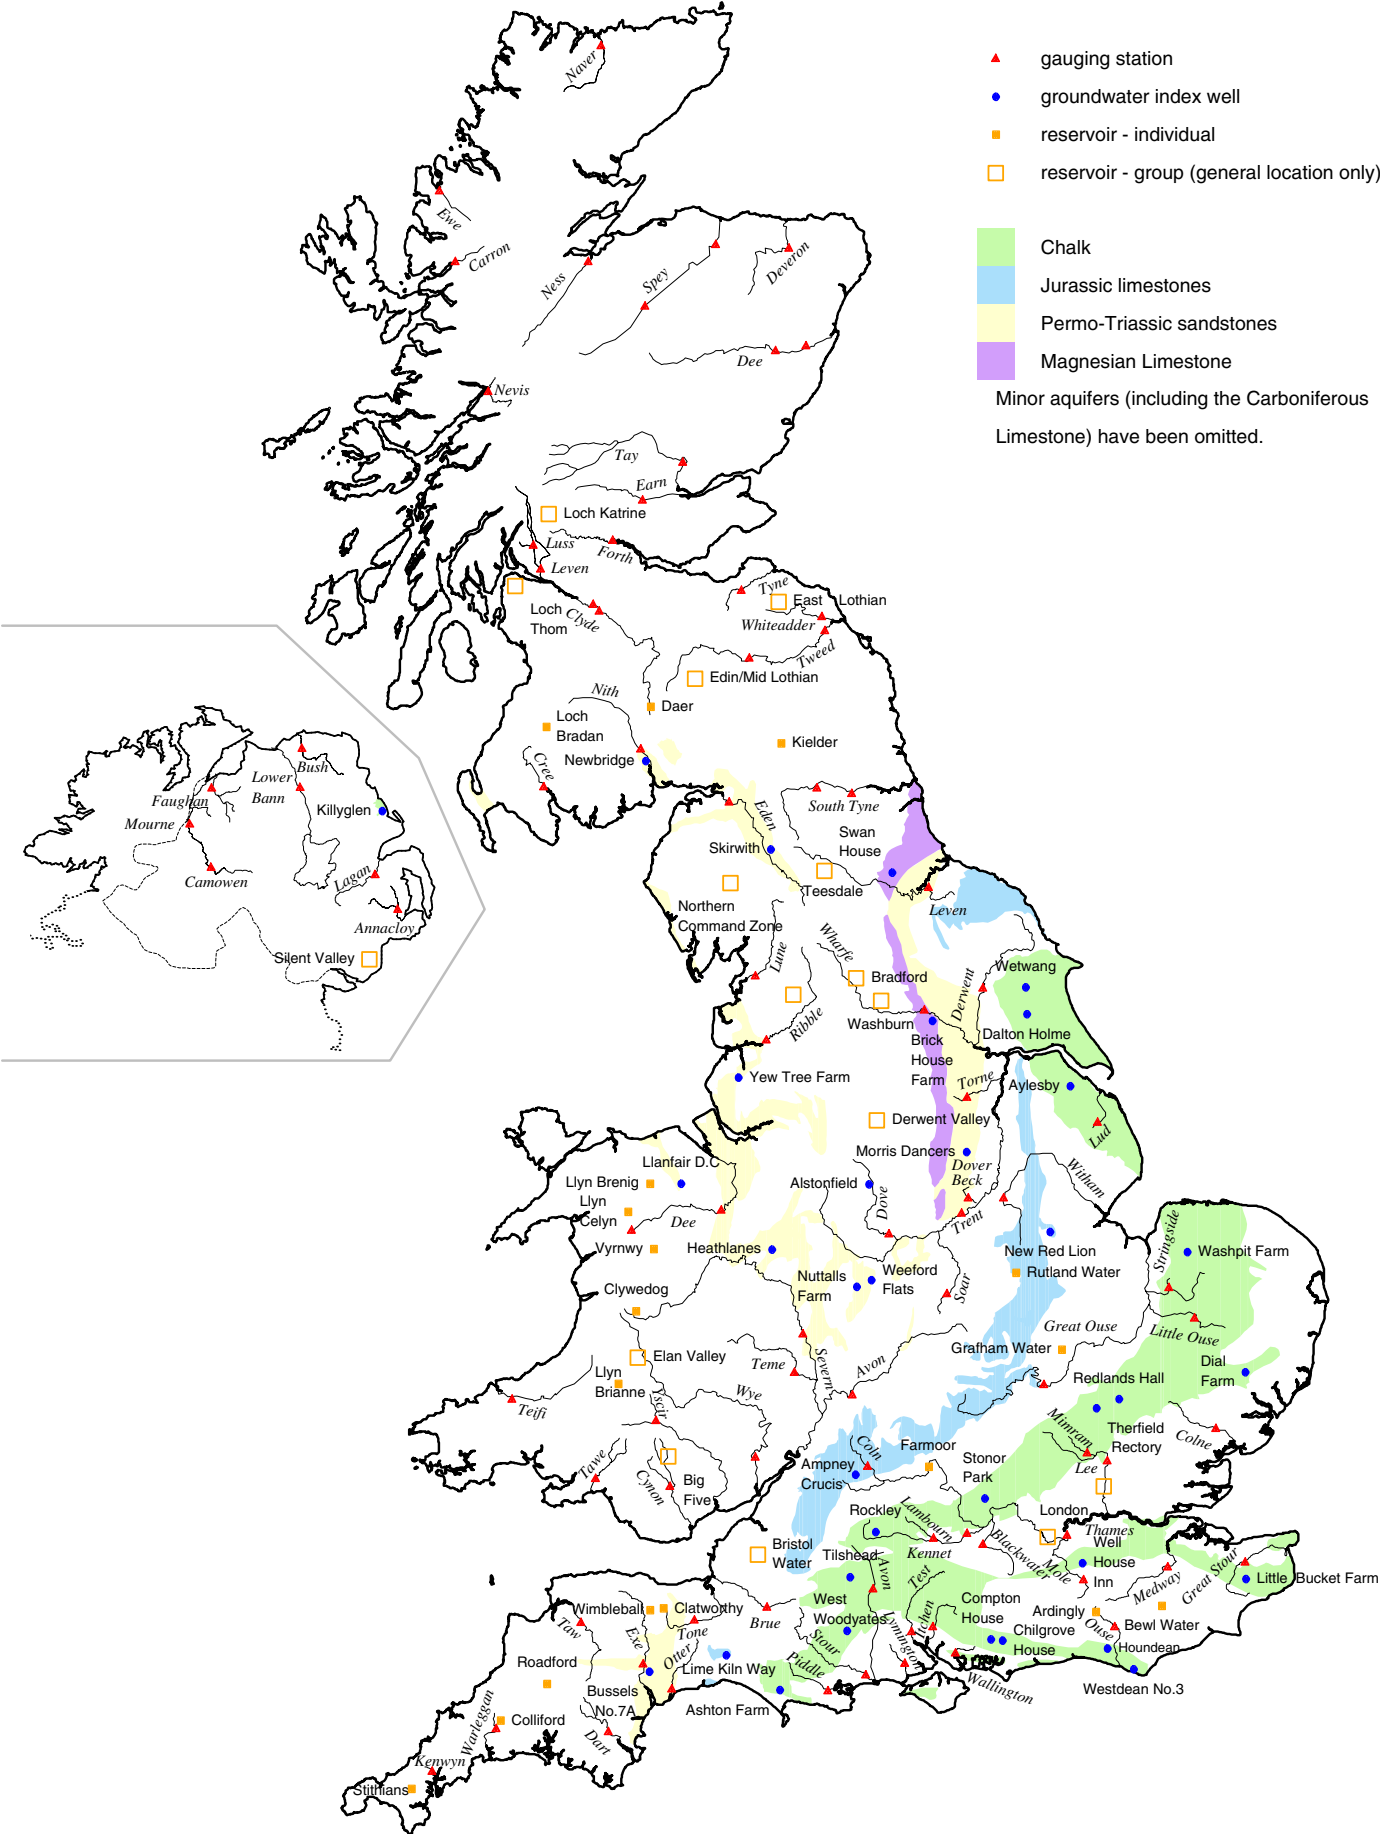 gauging station
groundwater index well
reservoir - individual
reservoir - group (general location only)
Chalk
Jurassic limestones
Permo-Triassic sandstones
Magnesian Limestone
Minor aquifers (including the Carboniferous
Limestone) have been omitted.
Naver
Ewe
Carron
Ness
Spey
Deveron
Dee
Nevis
Tay
Earn
Loch Katrine
Luss
Forth
Leven
Tyne
East Lothian
Loch
Thom
Clyde
Whiteadder
Tweed
Edin/Mid Lothian
Nith
Daer
Loch
Bradan
Kielder
Newbridge
Cree
Bush
Lower
Bann
Faughan
Killyglen
Mourne
Camowen
Lagan
Annacloy
Silent Valley
South Tyne
Eden
Swan
House
Skirwith
Teesdale
Northern
Command Zone
Leven
Lune
Wharfe
Bradford
Derwent
Wetwang
Washburn
Ribble
Dalton Holme
Brick
House
Farm
Yew Tree Farm
Torne
Aylesby
Derwent Valley
Lud
Morris Dancers
Llanfair D.C
Dover
Beck
Witham
Llyn Brenig
Alstonfield
Dove
Llyn
Celyn
Dee
Trent
Stringside
Vyrnwy
Heathlanes
New Red Lion
Washpit Farm
Nuttalls
Farm
Weeford
Flats
Rutland Water
Soar
Clywedog
Great Ouse
Little Ouse
Elan Valley
Teme
Severn
Avon
Grafham Water
Dial
Farm
Llyn
Brianne
Redlands Hall
Yscir
Wye
Teifi
Mimram
Therfield
Rectory
Colne
Coln
Farmoor
Stonor
Park
Lee
Tawe
Cynon
Big
Five
Ampney
Crucis
London
Rockley
Lambourn
Thames
Bristol
Water
Tilshead
Kennet
Blackwater
Mole
Well
House
Inn
Avon
Test
Medway
Great Stour
Little Bucket Farm
West
Woodyates
Compton
House
Wimbleball
Clatworthy
Brue
Ardingly
Bewl Water
Taw
Exe
Tone
Stour
Lymington
Itchen
Chilgrove
House
Ouse
Houndean
Otter
Roadford
Lime Kiln Way
Piddle
Wallington
Westdean No.3
Bussels
No.7A
Ashton Farm
Warleggan
Colliford
Dart
Kenwyn
Stithians